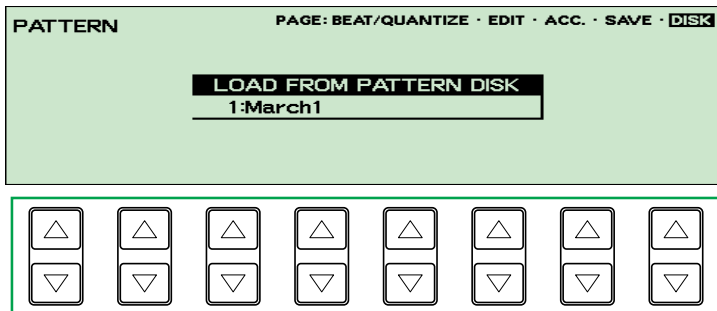 PATTERN
PAGE: BEAT/QUANTIZE · EDIT · ACC. · SAVE · DISK
LOAD FROM PATTERN DISK
1:March1